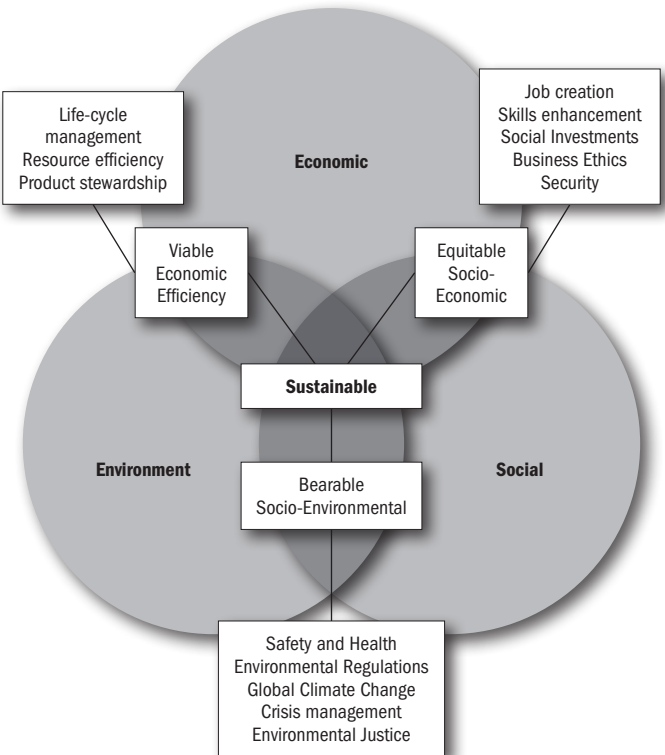 Life-cycle
management
Resource efficiency
Product stewardship
Economic
Job creation
Skills enhancement
Social Investments
Business Ethics
Security
Viable
Economic
Efficiency
Equitable
Socio-
Economic
Sustainable
Environment
Social
Bearable
Socio-Environmental
Safety and Health
Environmental Regulations
Global Climate Change
Crisis management
Environmental Justice